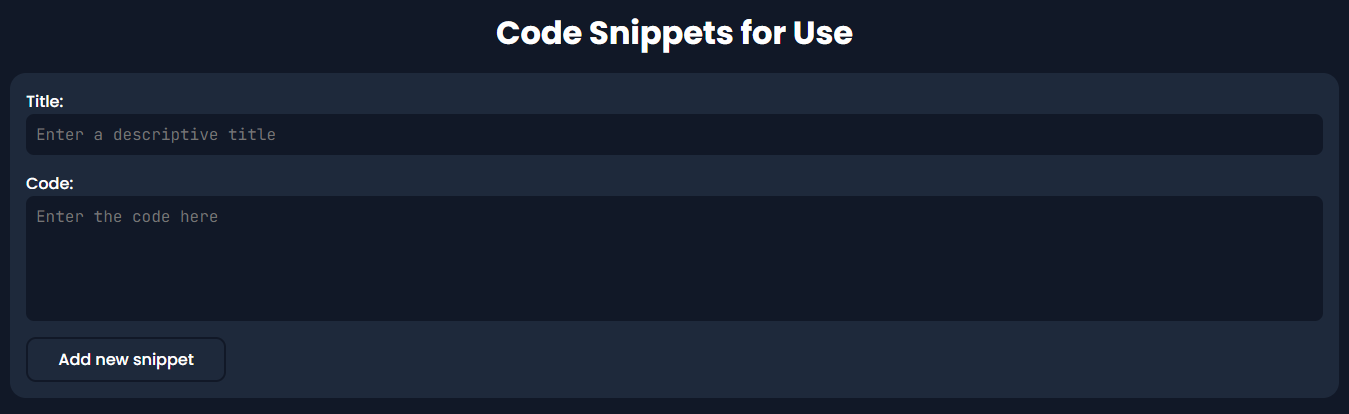 Code Snippets for Use
Title:
Enter a descriptive title
Code:
Enter the code here
Add new snippet